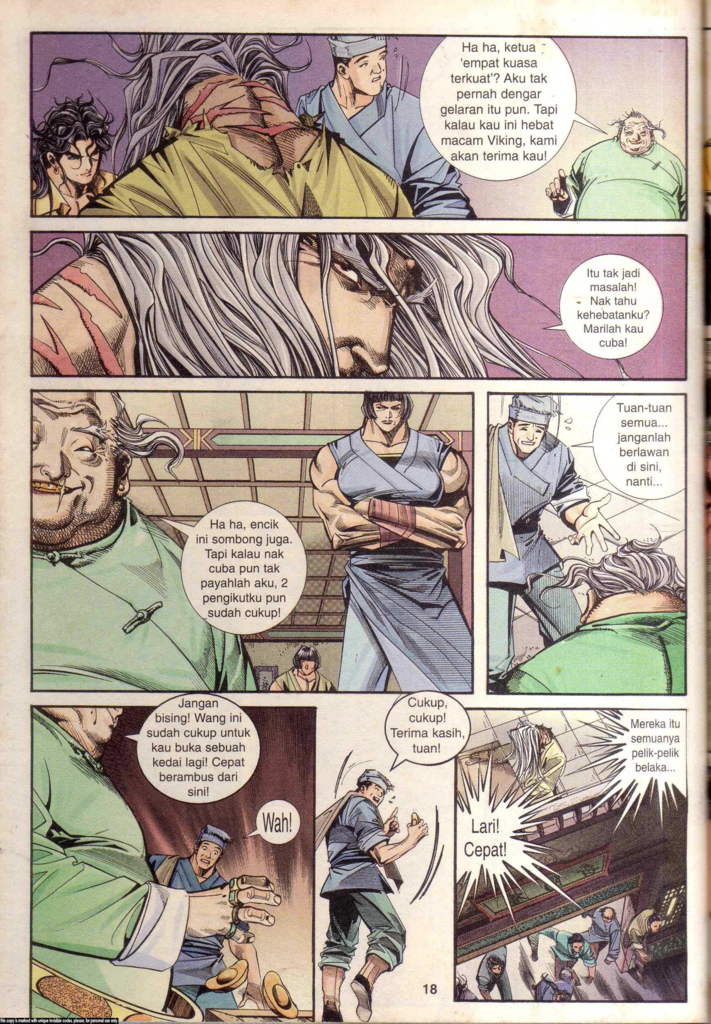 Ha ha, ketua
'empat kuasa
terkuat'? Aku tak
pernah dengar
gelaran itu pun. Tapi
kalau kau ini hebat
macam Viking, kami
akan terima kau!
Itu tak jadi
masalah!
Nak tahu
kehebatanku?
Marilah kau
cuba!
Ha ha, encik
ini sombong juga.
Tapi kalau nak
cuba pun tak
payahlah aku, 2
pengikutku pun
sudah cukup!
Tuan-tuan
semua...
janganlah
berlawan
di sini,
nanti...
Jangan
bising! Wang ini
sudah cukup untuk
kau buka sebuah
kedai lagi! Cepat
berambus dari
sini!
Wah!
Cukup,
cukup!
Terima kasih,
tuan!
Mereka itu
semuanya
pelik-pelik
belaka...
Lari!
Cepat!
18